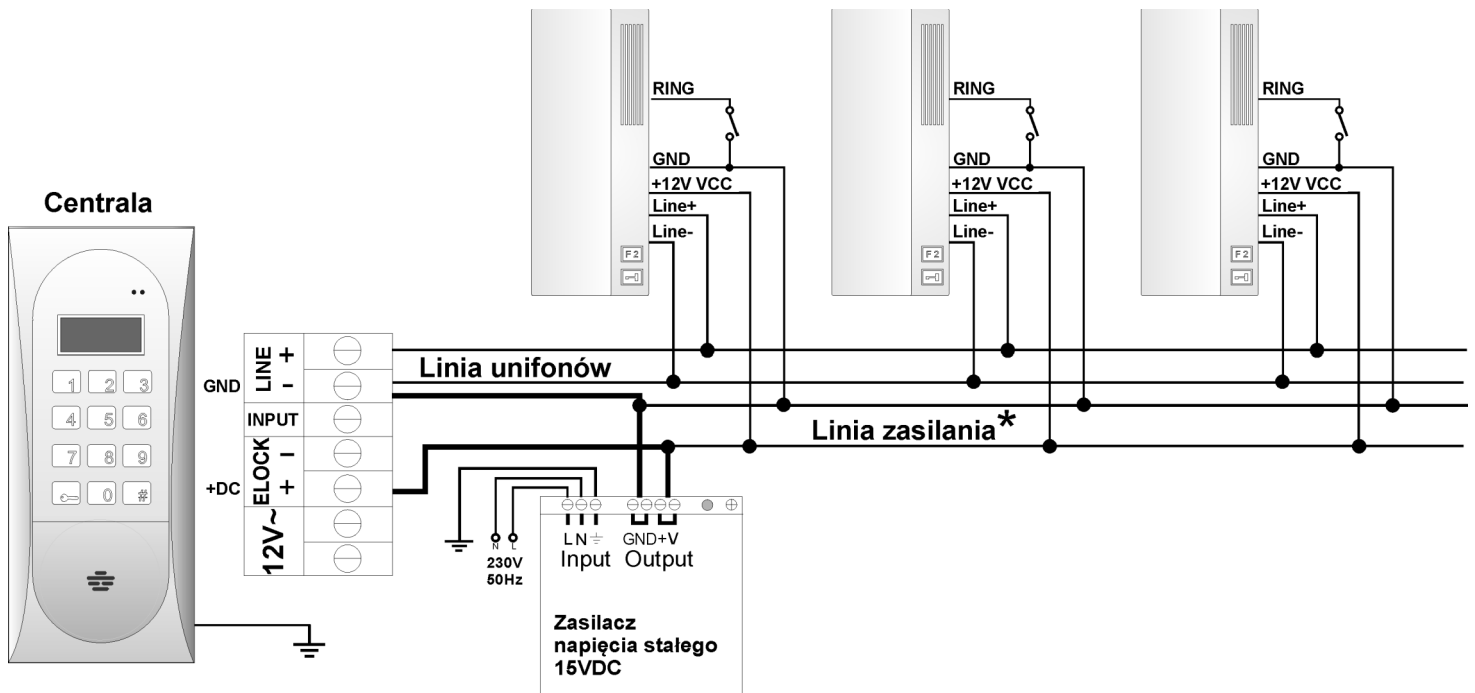 RING
GND
+12V VCC
Line+
Line-
F2
RING
GND
+12V VCC
Line+
Line-
F2
RING
GND
+12V VCC
Line+
Line-
F2
Centrala
1 2 3
4 5 6
7 8 9
0 #
GND
+DC
LINE + -
INPUT
ELOCK - +
12V~
Linia unifonów
Linia zasilania*
N L
230V
50Hz
L N GND +V
Input Output
Zasilacz
napięcia stałego
15VDC